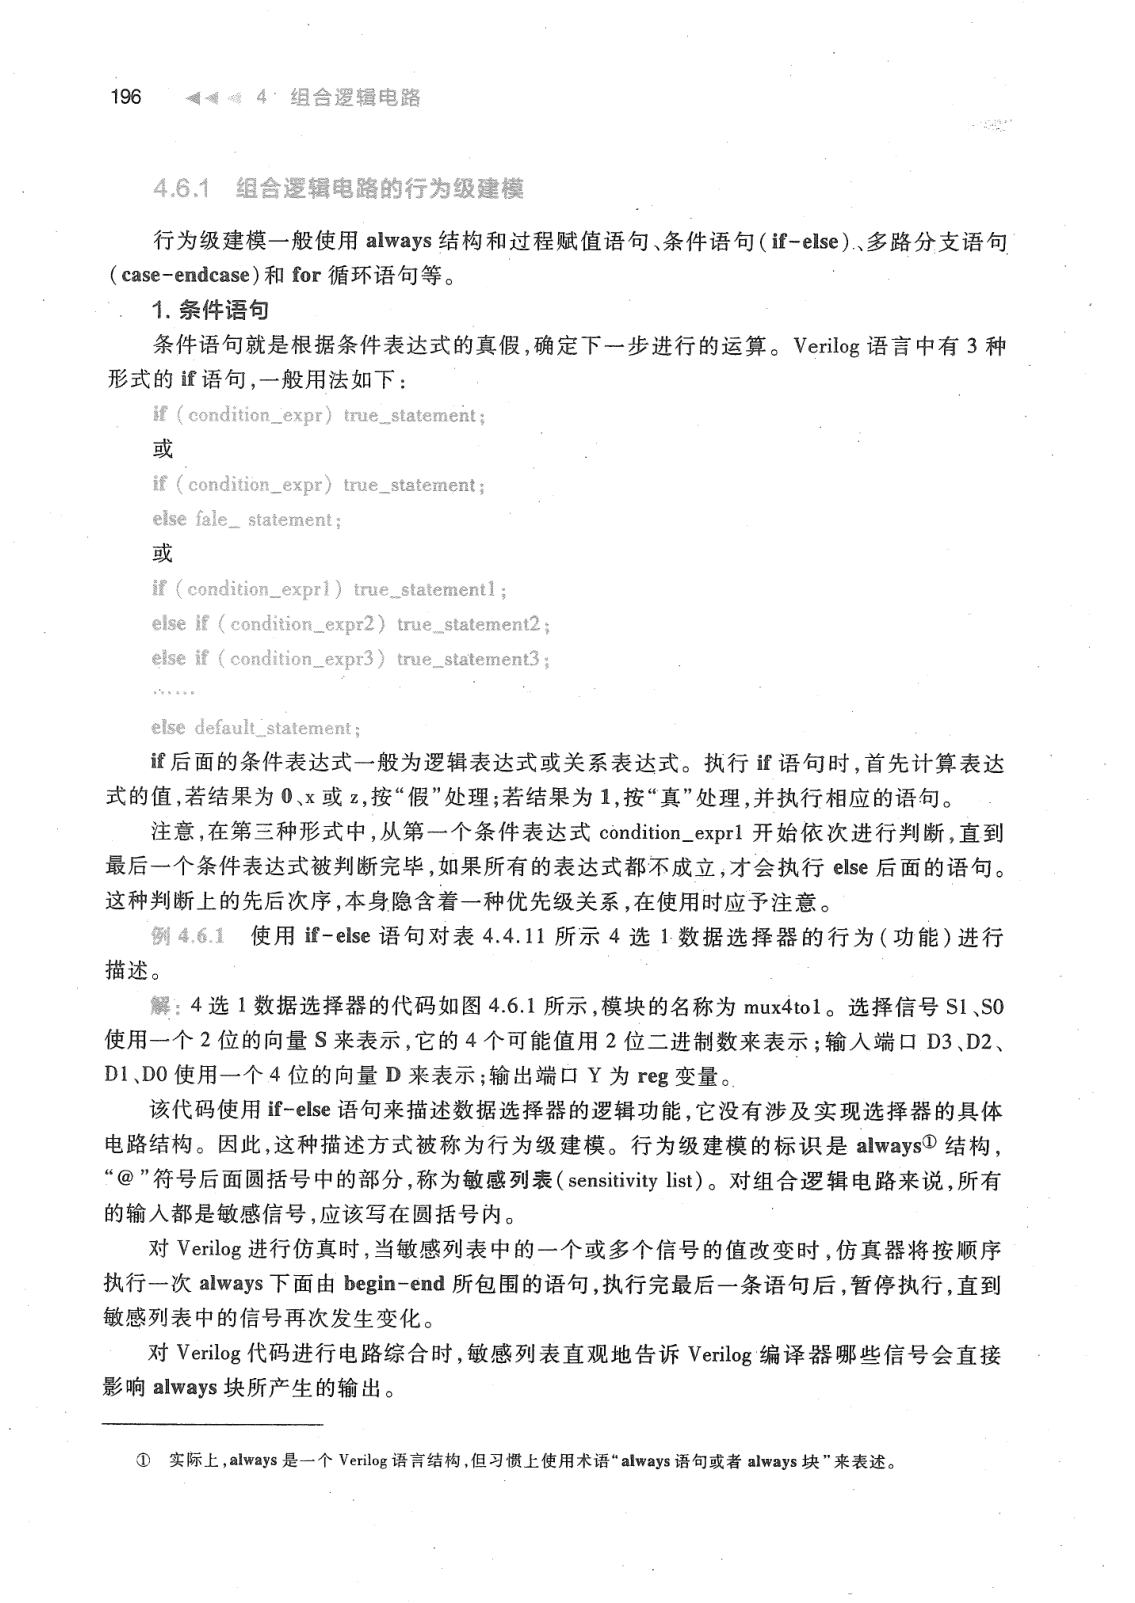 196 4 组合逻辑电路
4.6.1 组合逻辑电路的行为级建模
行为级建模一般使用 always 结构和过程赋值语句、条件语句(if-else)、多路分支语句
(case-endcase)和 for 循环语句等。
1. 条件语句
条件语句就是根据条件表达式的真假,确定下一步进行的运算。Verilog 语言中有 3 种
形式的 if 语句,一般用法如下:
if (condition_expr) true_statement;
或
if (condition_expr) true_statement;
else fale_ statement;
或
if (condition_expr1) true_statement1;
else if (condition_expr2) true_statement2;
else if (condition_expr3) true_statement3;
……
else default_statement;
if 后面的条件表达式一般为逻辑表达式或关系表达式。执行 if 语句时,首先计算表达
式的值,若结果为 0、x 或 z,按“假”处理;若结果为 1,按“真”处理,并执行相应的语句。
注意,在第三种形式中,从第一个条件表达式 condition_expr1 开始依次进行判断,直到
最后一个条件表达式被判断完毕,如果所有的表达式都不成立,才会执行 else 后面的语句。
这种判断上的先后次序,本身隐含着一种优先级关系,在使用时应予注意。
例 4.6.1 使用 if-else 语句对表 4.4.11 所示 4 选 1 数据选择器的行为(功能)进行
描述。
解: 4 选 1 数据选择器的代码如图 4.6.1 所示,模块的名称为 mux4to1。选择信号 S1、S0
使用一个 2 位的向量 S 来表示,它的 4 个可能值用 2 位二进制数来表示;输入端口 D3、D2、
D1、D0 使用一个 4 位的向量 D 来表示;输出端口 Y 为 reg 变量。
该代码使用 if-else 语句来描述数据选择器的逻辑功能,它没有涉及实现选择器的具体
电路结构。因此,这种描述方式被称为行为级建模。行为级建模的标识是 always① 结构,
“@”符号后面圆括号中的部分,称为敏感列表(sensitivity list)。对组合逻辑电路来说,所有
的输入都是敏感信号,应该写在圆括号内。
对 Verilog 进行仿真时,当敏感列表中的一个或多个信号的值改变时,仿真器将按顺序
执行一次 always 下面由 begin-end 所包围的语句,执行完最后一条语句后,暂停执行,直到
敏感列表中的信号再次发生变化。
对 Verilog 代码进行电路综合时,敏感列表直观地告诉 Verilog 编译器哪些信号会直接
影响 always 块所产生的输出。
① 实际上,always 是一个 Verilog 语言结构,但习惯上使用术语“always 语句或者 always 块”来表述。